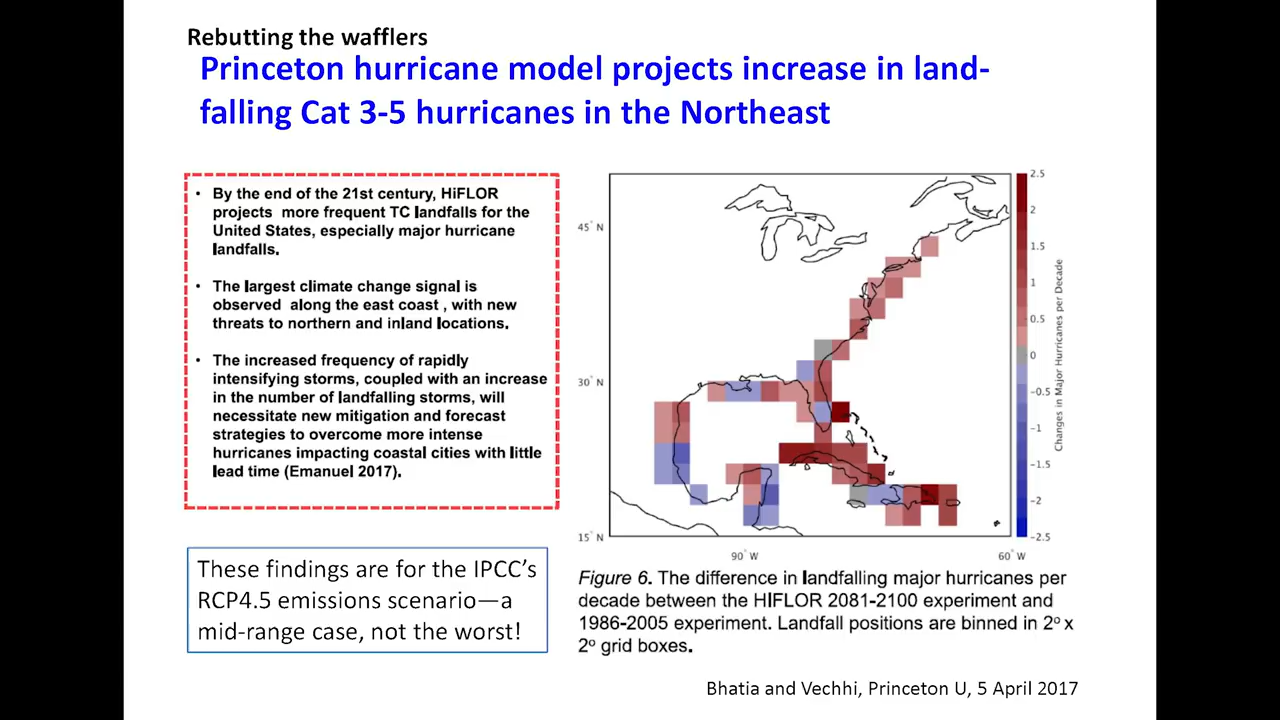 Rebutting the wafflers
Princeton hurricane model projects increase in land-
falling Cat 3-5 hurricanes in the Northeast
• By the end of the 21st century, HiFLOR
projects more frequent TC landfalls for the
United States, especially major hurricane
landfalls.
• The largest climate change signal is
observed along the east coast , with new
threats to northern and inland locations.
• The increased frequency of rapidly
intensifying storms, coupled with an increase
in the number of landfalling storms, will
necessitate new mitigation and forecast
strategies to overcome more intense
hurricanes impacting coastal cities with little
lead time (Emanuel 2017).
These findings are for the IPCC’s
RCP4.5 emissions scenario—a
mid-range case, not the worst!
45° N
30° N
15° N
90° W
60° W
2.5
2
1.5
1
0.5
0
-0.5
-1
-1.5
-2
-2.5
Changes in Major Hurricanes per Decade
Figure 6. The difference in landfalling major hurricanes per
decade between the HIFLOR 2081-2100 experiment and
1986-2005 experiment. Landfall positions are binned in 2º x
2º grid boxes.
Bhatia and Vechhi, Princeton U, 5 April 2017